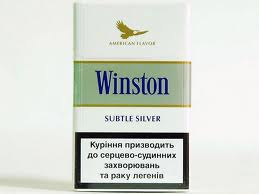 AMERICAN FLAVOR
Winston
SUBTLE SILVER
Куріння призводить
до серцево-судинних
захворювань
та раку легенів